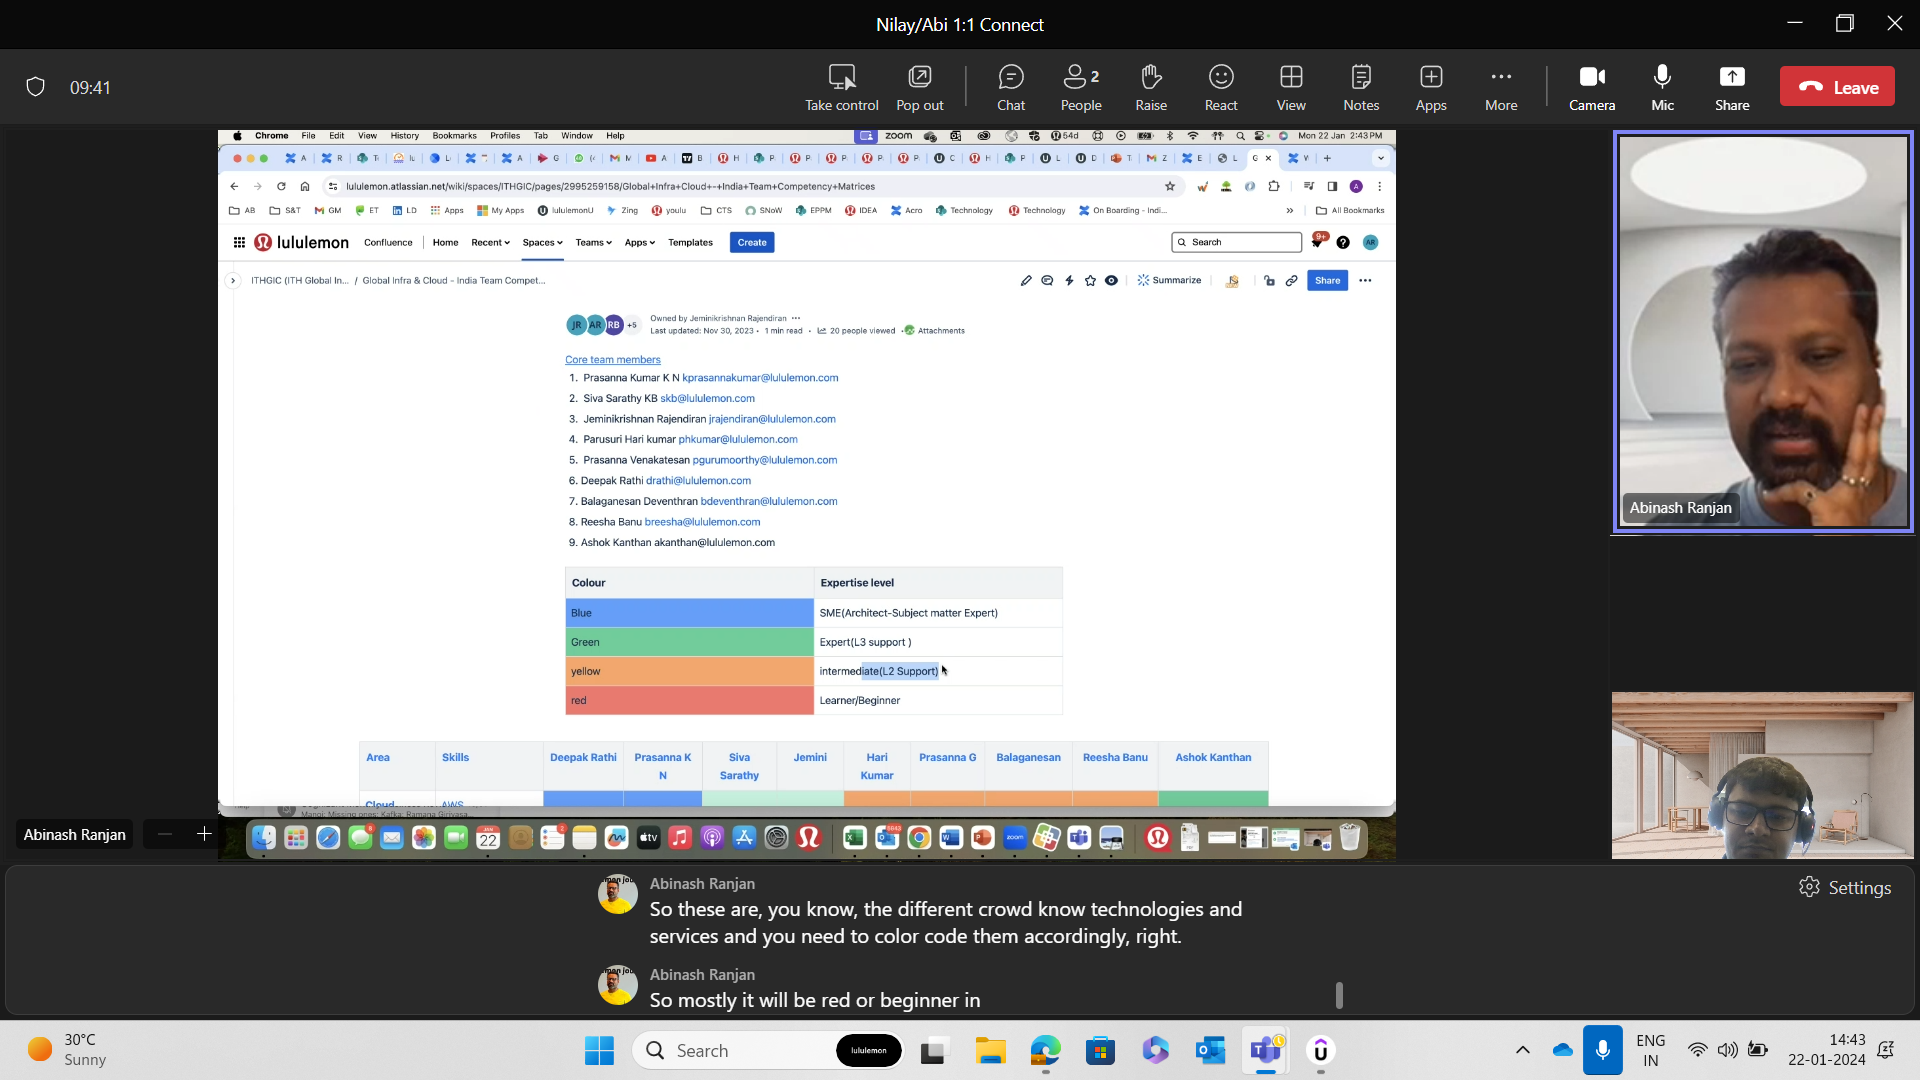 Nilay/Abi 1:1 Connect
09:41
Take control
Pop out
Chat
People
2
Raise
React
View
Notes
Apps
More
Camera
Mic
Share
Leave
Chrome File Edit View History Bookmarks Profiles Tab Window Help
zoom
54d
Mon 22 Jan 2:43 PM
lululemon.atlassian.net/wiki/spaces/ITHGIC/pages/2995259158/Global+Infra+Cloud+-+India+Team+Competency+Matrices
AB S&T GM ET LD Apps My Apps lululemonU Zing youlu CTS SNoW EPPM IDEA Acro Technology Technology On Boarding - Indi... » All Bookmarks
lululemon Confluence Home Recent Spaces Teams Apps Templates Create Search 9+ AR
ITHGIC (ITH Global In... / Global Infra & Cloud - India Team Compet...
Summarize
Share
JR AR RB +5
Owned by Jeminikrishnan Rajendiran
Last updated: Nov 30, 2023 • 1 min read • 20 people viewed • Attachments
Core team members
1. Prasanna Kumar K N kprasannakumar@lululemon.com
2. Siva Sarathy KB skb@lululemon.com
3. Jeminikrishnan Rajendiran jrajendiran@lululemon.com
4. Parusuri Hari kumar phkumar@lululemon.com
5. Prasanna Venakatesan pgurumoorthy@lululemon.com
6. Deepak Rathi drathi@lululemon.com
7. Balaganesan Deventhran bdeventhran@lululemon.com
8. Reesha Banu breesha@lululemon.com
9. Ashok Kanthan akanthan@lululemon.com
Colour Expertise level
Blue SME(Architect-Subject matter Expert)
Green Expert(L3 support )
yellow intermediate(L2 Support)
red Learner/Beginner
Area Skills Deepak Rathi Prasanna K N Siva Sarathy Jemini Hari Kumar Prasanna G Balaganesan Reesha Banu Ashok Kanthan
Cloud AWS
Abinash Ranjan
Abinash Ranjan
Abinash Ranjan
So these are, you know, the different crowd know technologies and
services and you need to color code them accordingly, right.
Abinash Ranjan
So mostly it will be red or beginner in
Settings
30°C
Sunny
Search
lululemon
ENG
IN
14:43
22-01-2024